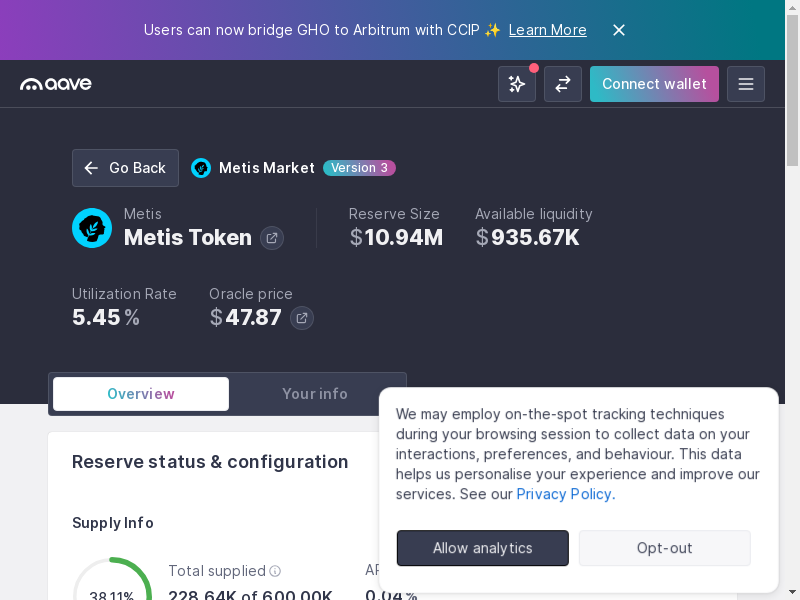 Users can now bridge GHO to Arbitrum with CCIP ✨ Learn More
aave
Connect wallet
Go Back
Metis Market
Version 3
Metis
Metis Token
Reserve Size
$10.94M
Available liquidity
$935.67K
Utilization Rate
5.45%
Oracle price
$47.87
Overview
Your info
We may employ on-the-spot tracking techniques
during your browsing session to collect data on your
interactions, preferences, and behaviour. This data
helps us personalise your experience and improve our
services. See our Privacy Policy.
Allow analytics
Opt-out
Reserve status & configuration
Supply Info
38.11%
Total supplied
228.64K of 600.00K
0.04%